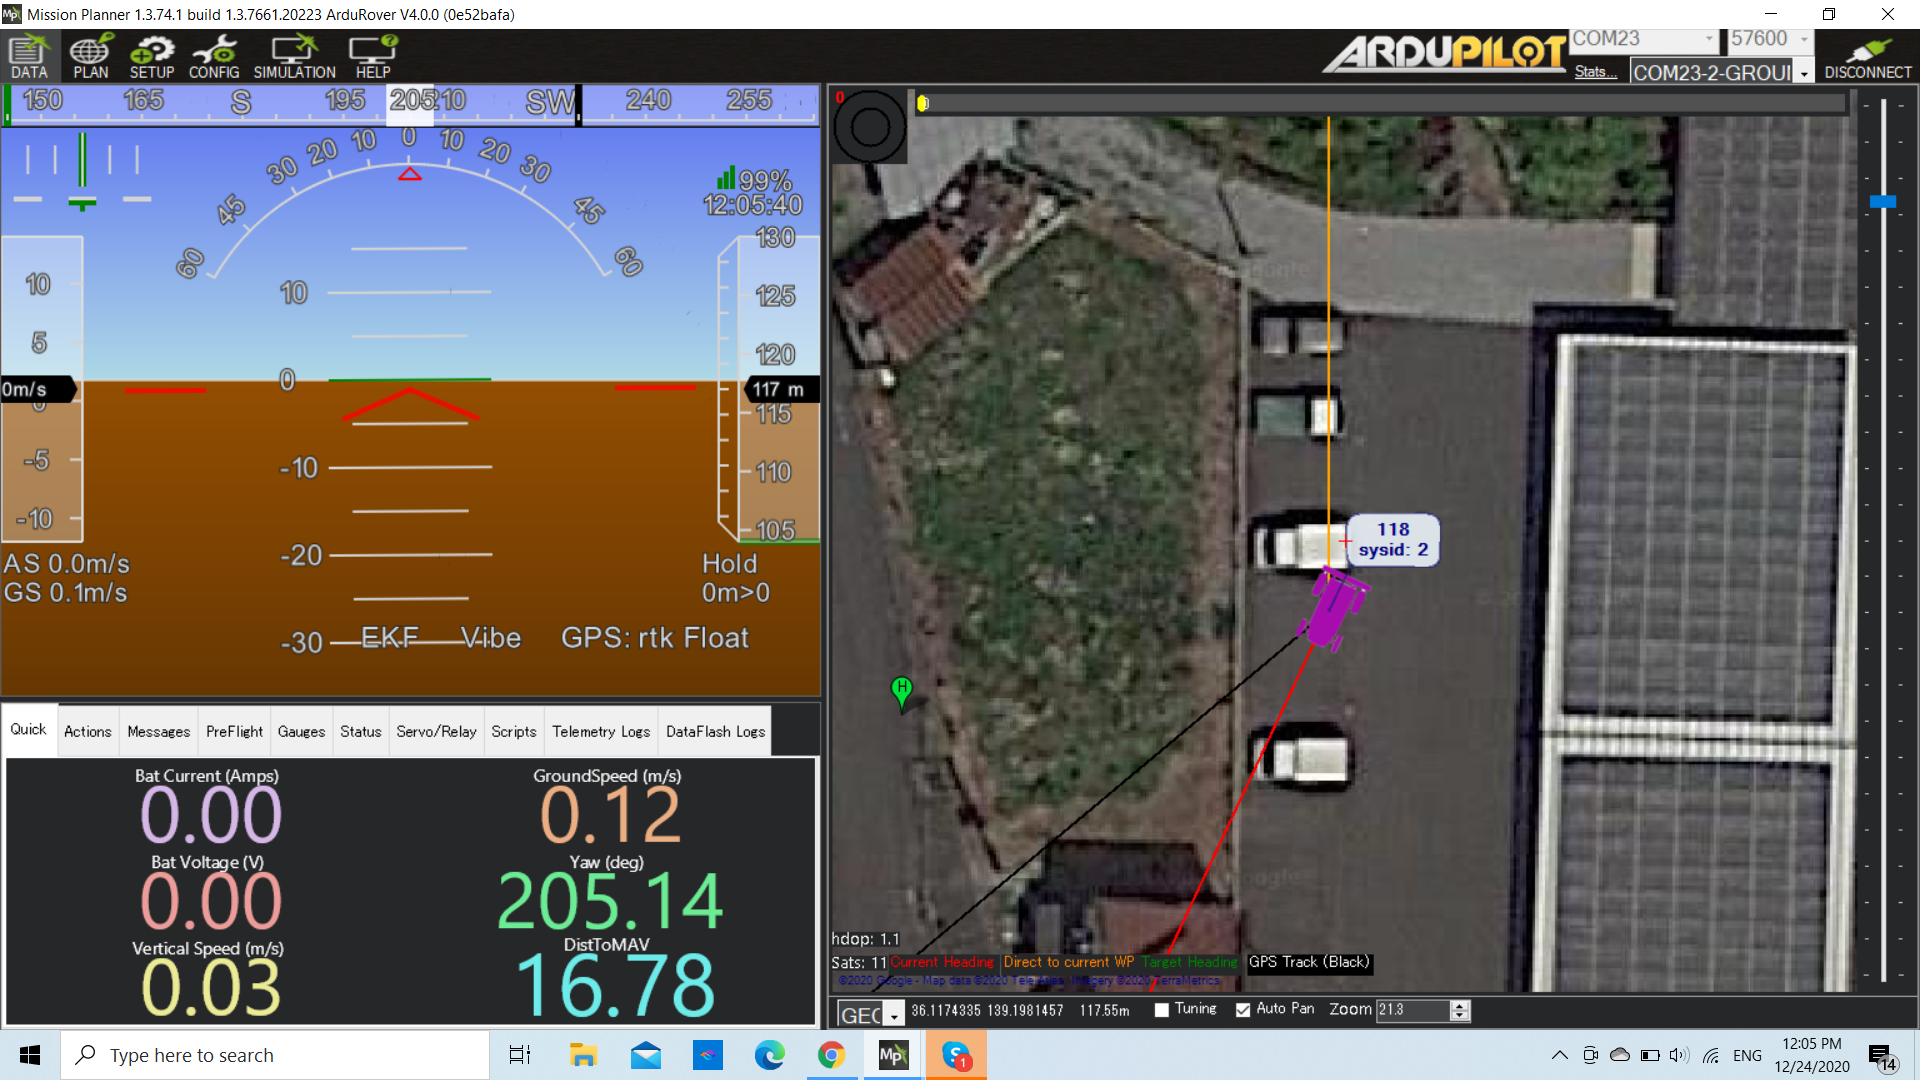 Mission Planner 1.3.74.1 build 1.3.7661.20223 ArduRover V4.0.0 (0e52bafa)
DATA PLAN SETUP CONFIG SIMULATION HELP
ARDUPILOT
COM23 57600
Stats... COM23-2-GROUI DISCONNECT
150 165 S 195 205 210 SW 240 255
60 45 30 20 10 0 10 20 30 45 60
99%
12:05:40
10
5
0
-5
-10
0m/s
10
0
-10
-20
-30
130
125
120
117 m
115
110
105
AS 0.0m/s
GS 0.1m/s
Hold
0m>0
EKF Vibe GPS: rtk Float
Quick Actions Messages PreFlight Gauges Status Servo/Relay Scripts Telemetry Logs DataFlash Logs
Bat Current (Amps)
0.00
GroundSpeed (m/s)
0.12
Bat Voltage (V)
0.00
Yaw (deg)
205.14
Vertical Speed (m/s)
0.03
DistToMAV
16.78
0
118
sysid: 2
H
hdop: 1.1
Sats: 11 Current Heading Direct to current WP Target Heading GPS Track (Black)
©2020 Google - Map data ©2020 Tele Atlas, Imagery ©2020 TerraMetrics
GEO 36.1174335 139.1981457 117.55m Tuning Auto Pan Zoom 21.3
Type here to search
ENG
12:05 PM
12/24/2020
14
1